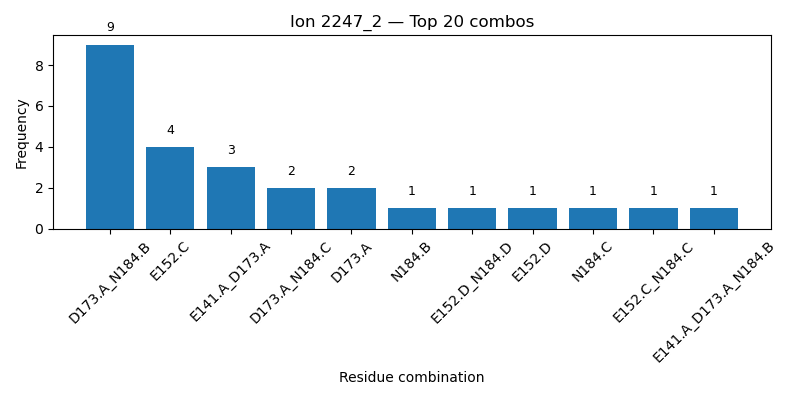 Ion 2247_2 — Top 20 combos
Frequency
8
6
4
2
0
9
4
3
2
2
1
1
1
1
1
1
D173.A_N184.B
E152.C
E141.A_D173.A
D173.A_N184.C
D173.A
N184.B
E152.D_N184.D
E152.D
N184.C
E152.C_N184.C
E141.A_D173.A_N184.B
Residue combination